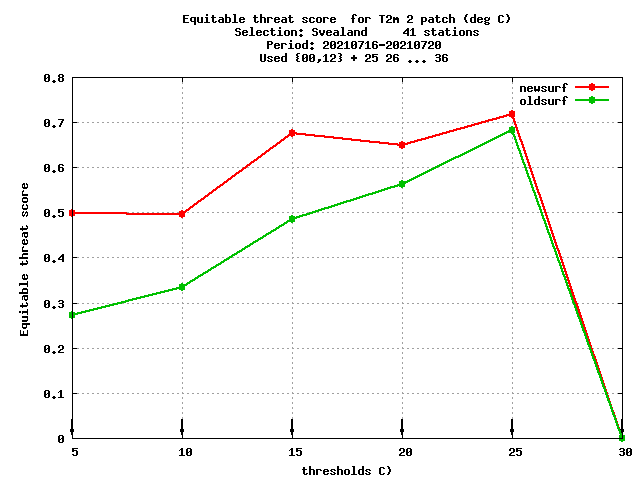 Equitable threat score  for T2m 2 patch (deg C)
Selection: Svealand     41 stations
Period: 20210716-20210720
Used {00,12} + 25 26 ... 36
newsurf
oldsurf
0.8
0.7
0.6
0.5
0.4
0.3
0.2
0.1
0
Equitable threat score
5 10 15 20 25 30
thresholds C)